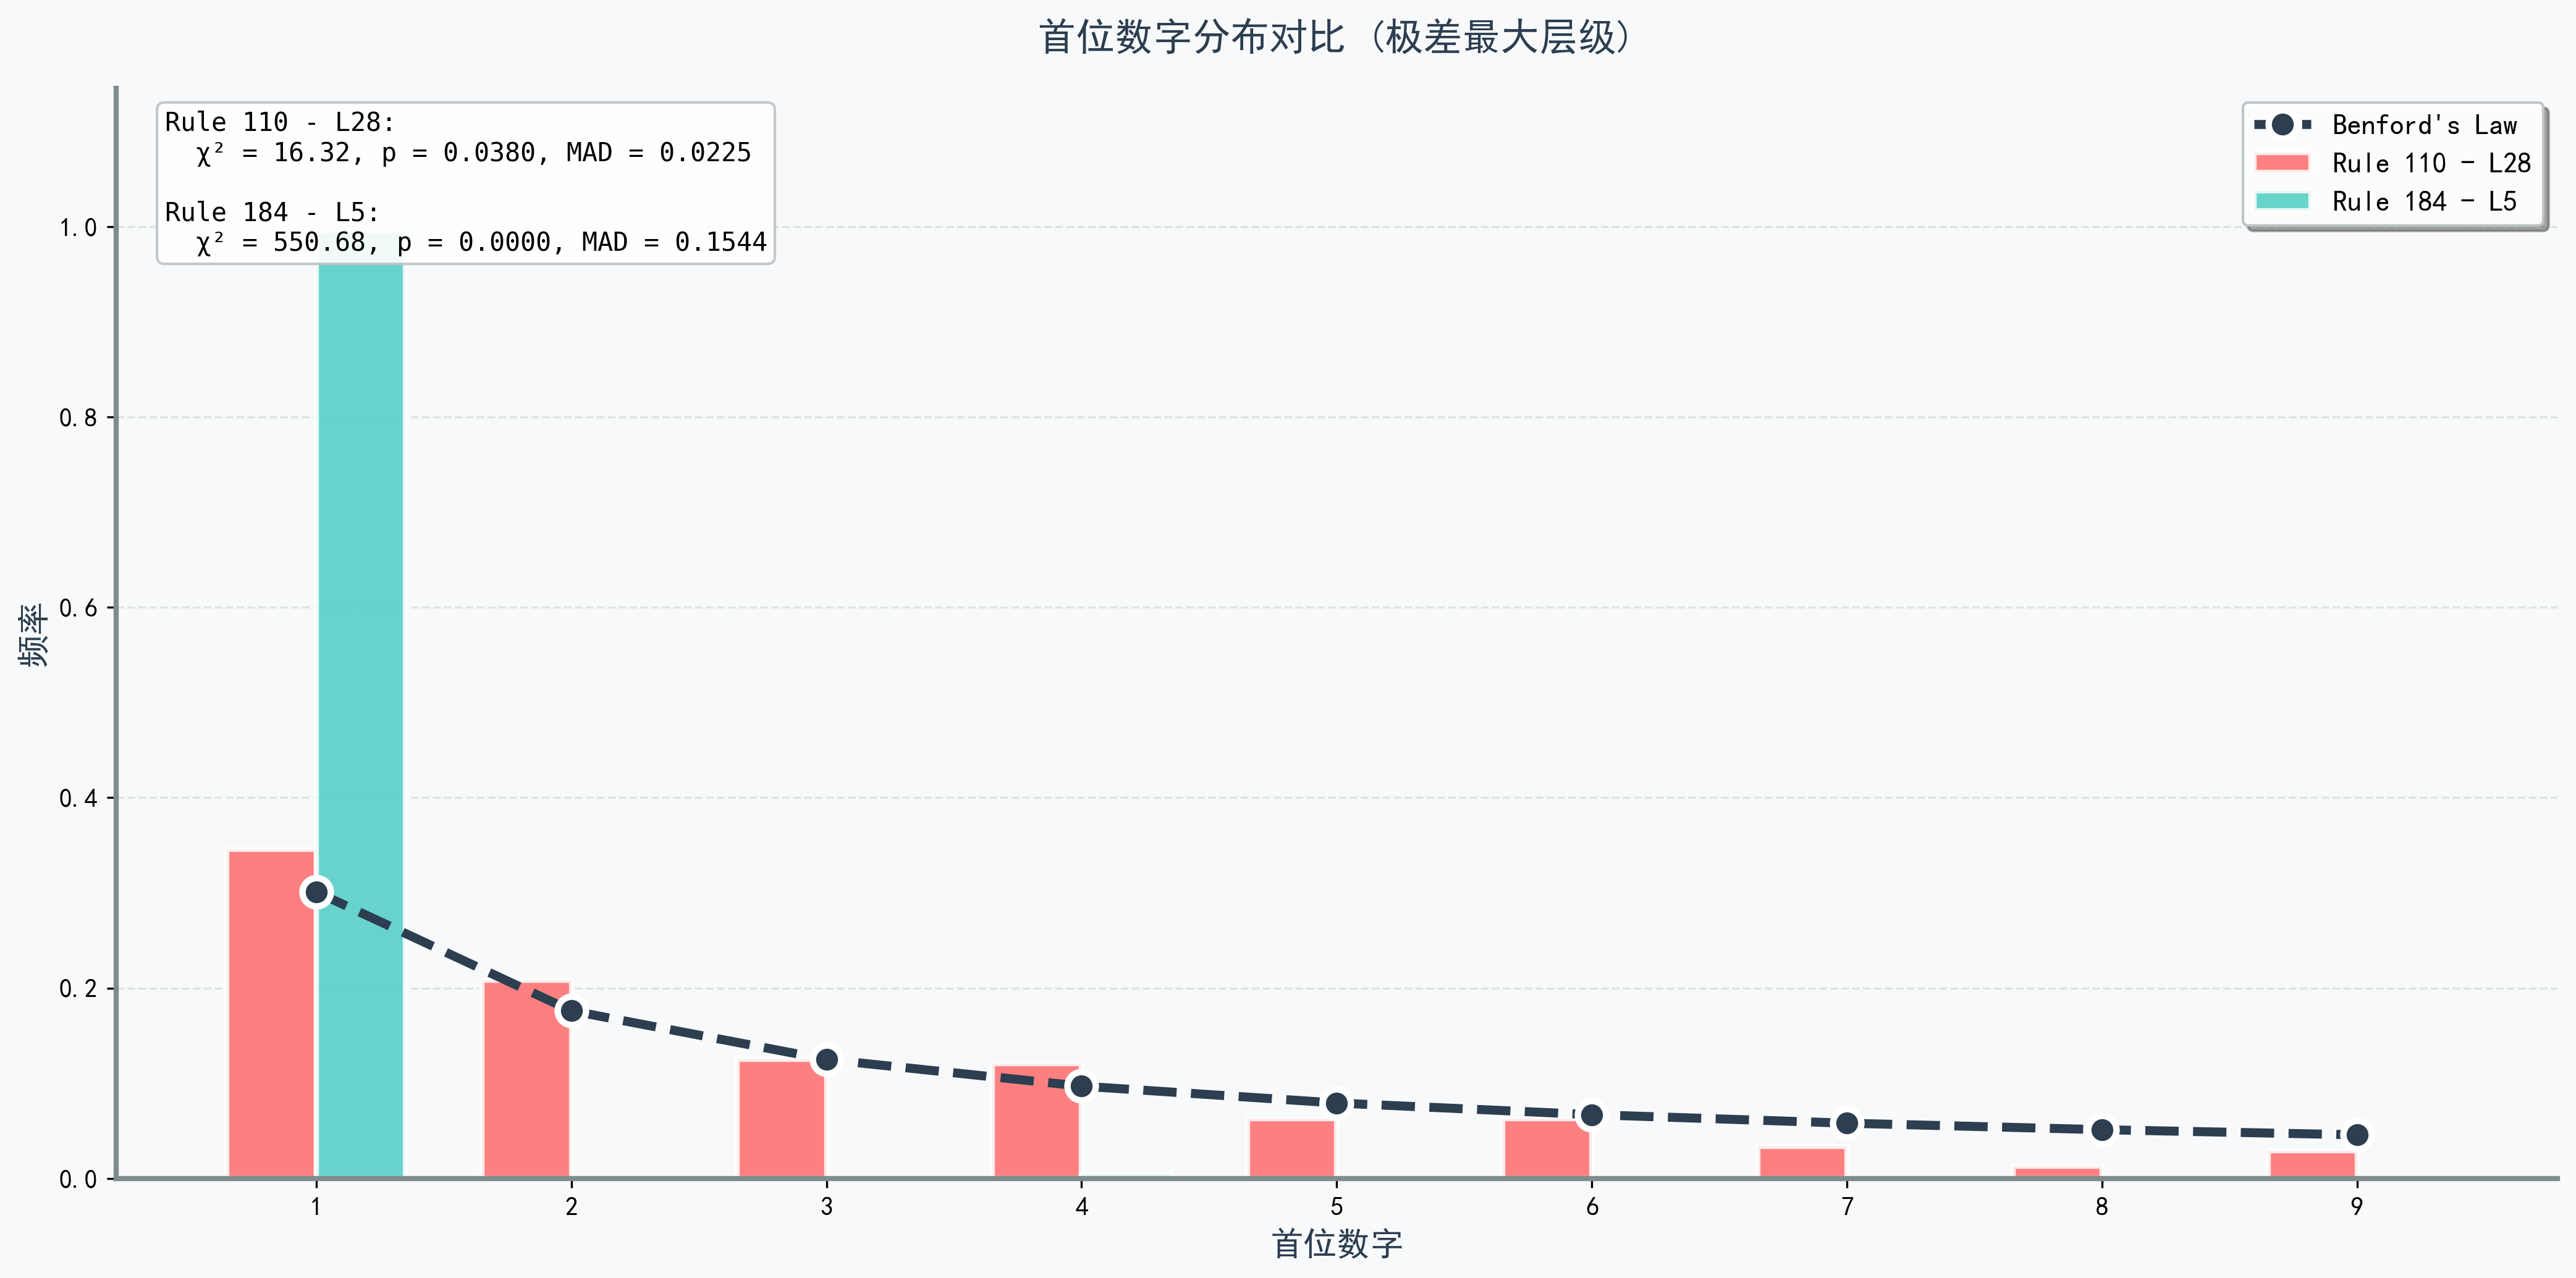 首位数字分布对比 (极差最大层级)
Rule 110 - L28:
χ² = 16.32, p = 0.0380, MAD = 0.0225
Rule 184 - L5:
χ² = 550.68, p = 0.0000, MAD = 0.1544
Benford's Law
Rule 110 - L28
Rule 184 - L5
1.0
0.8
0.6
0.4
0.2
0.0
频率
1 2 3 4 5 6 7 8 9
首位数字